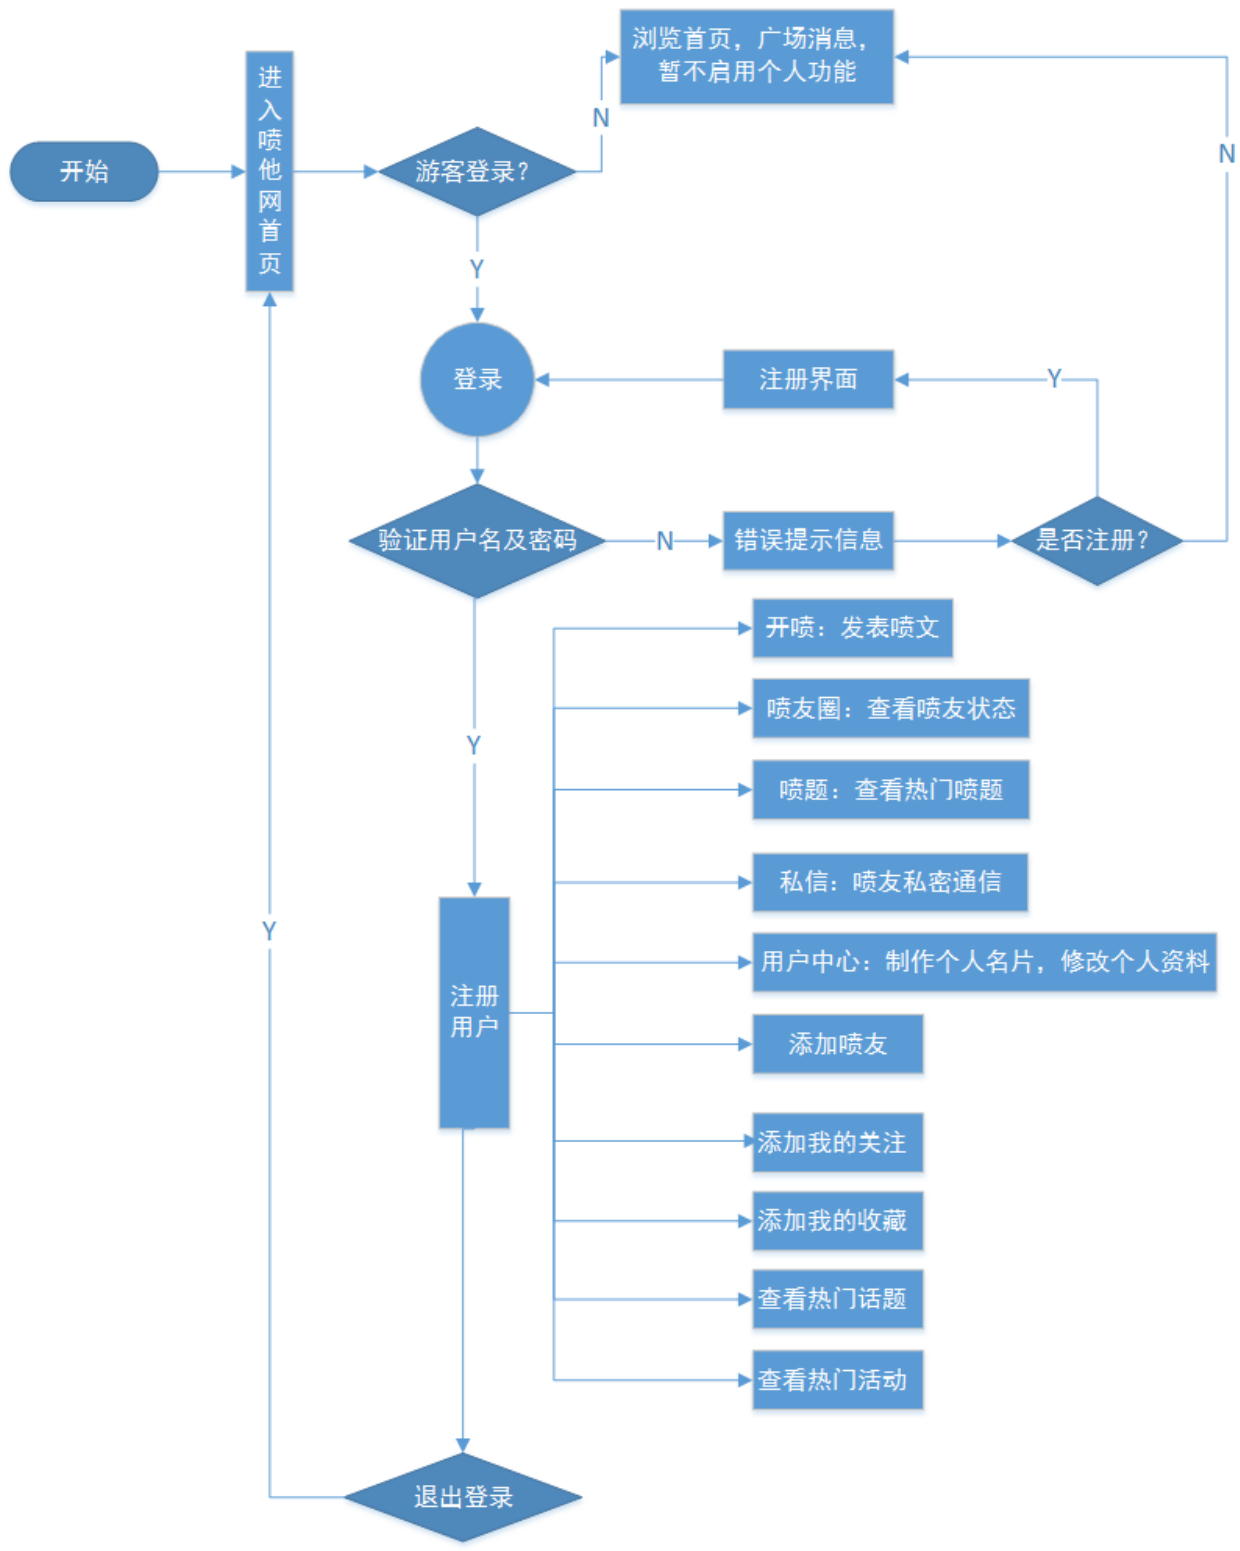 浏览首页，广场消息，
暂不启用个人功能
进
入
喷
他
网
首
页
开始
游客登录？
N
N
Y
登录
注册界面
Y
验证用户名及密码
N
错误提示信息
是否注册？
开喷：发表喷文
喷友圈：查看喷友状态
Y
喷题：查看热门喷题
私信：喷友私密通信
Y
用户中心：制作个人名片，修改个人资料
注册
用户
添加喷友
添加我的关注
添加我的收藏
查看热门话题
查看热门活动
退出登录